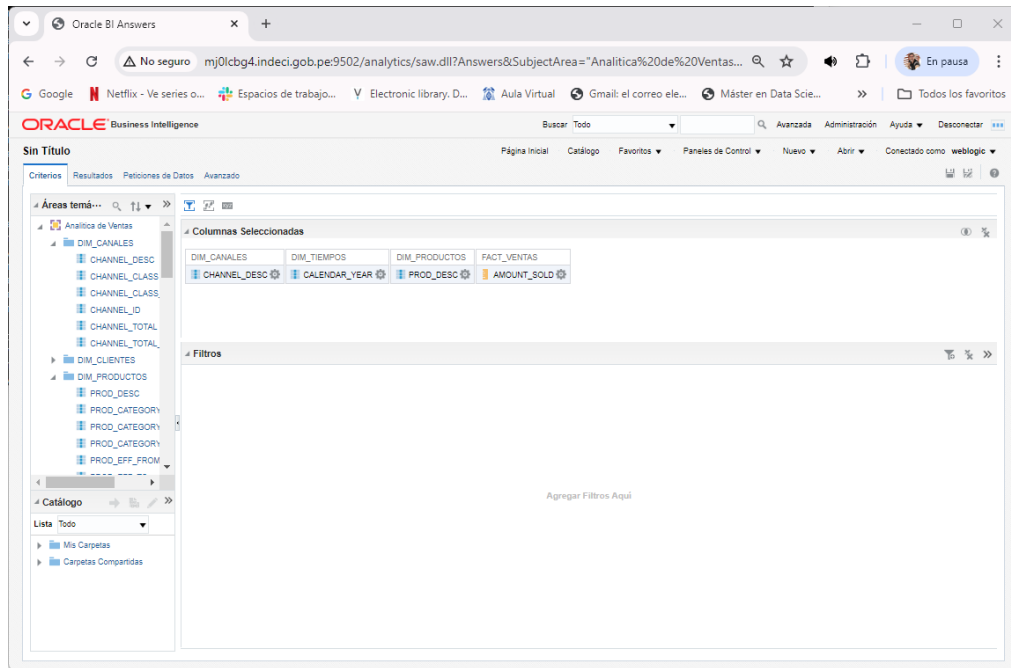 Oracle BI Answers
No seguro mj0lcbg4.indeci.gob.pe:9502/analytics/saw.dll?Answers&SubjectArea="Analitica%20de%20Ventas... En pausa
Google Netflix - Ve series o... Espacios de trabajo... Electronic library. D... Aula Virtual Gmail: el correo ele... Máster en Data Scie... » Todos los favoritos
ORACLE Business Intelligence Buscar Todo Avanzada Administración Ayuda Desconectar
Sin Título Página Inicial Catálogo Favoritos Paneles de Control Nuevo Abrir Conectado como weblogic
Criterios Resultados Peticiones de Datos Avanzado
Áreas temá... »
Analitica de Ventas
DIM_CANALES
CHANNEL_DESC
CHANNEL_CLASS
CHANNEL_CLASS_
CHANNEL_ID
CHANNEL_TOTAL
CHANNEL_TOTAL_
DIM_CLIENTES
DIM_PRODUCTOS
PROD_DESC
PROD_CATEGORY
PROD_CATEGORY
PROD_CATEGORY
PROD_EFF_FROM
Catálogo »
Lista Todo
Mis Carpetas
Carpetas Compartidas
Columnas Seleccionadas
DIM_CANALES DIM_TIEMPOS DIM_PRODUCTOS FACT_VENTAS
CHANNEL_DESC CALENDAR_YEAR PROD_DESC AMOUNT_SOLD
Filtros »
Agregar Filtros Aquí